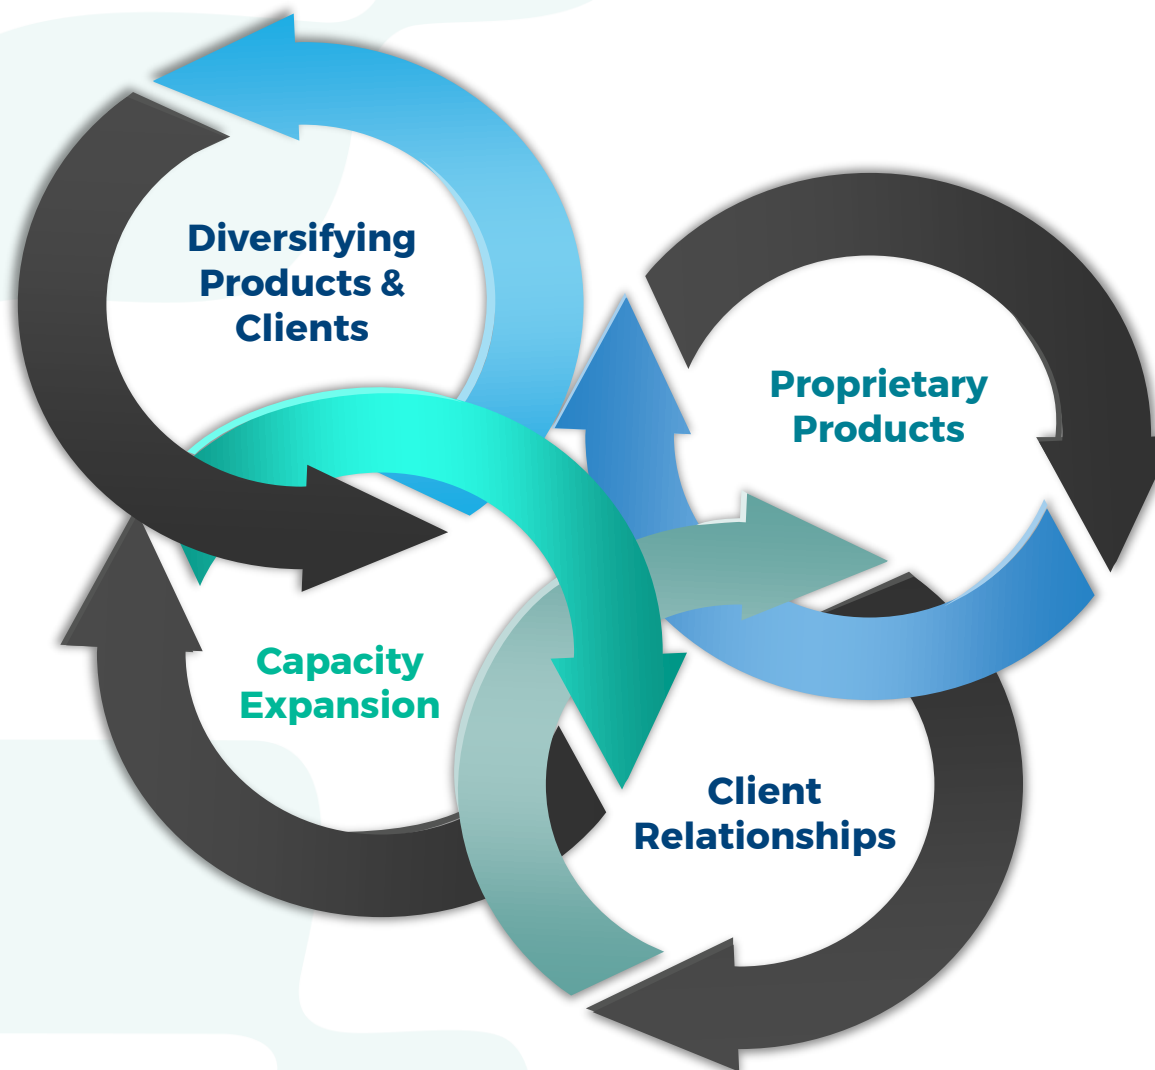 Diversifying
Products &
Clients
Proprietary
Products
Capacity
Expansion
Client
Relationships